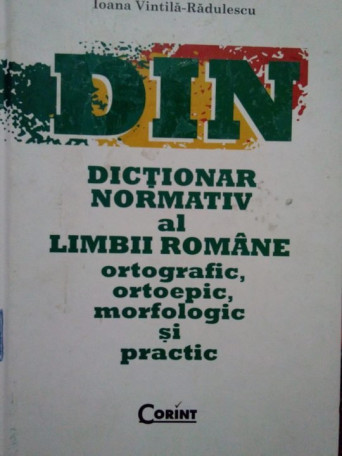 Ioana Vintilă-Rădulescu
DIN
DICȚIONAR
NORMATIV
al
LIMBII ROMÂNE
ortografic,
ortoepic,
morfologic
și
practic
CORINT